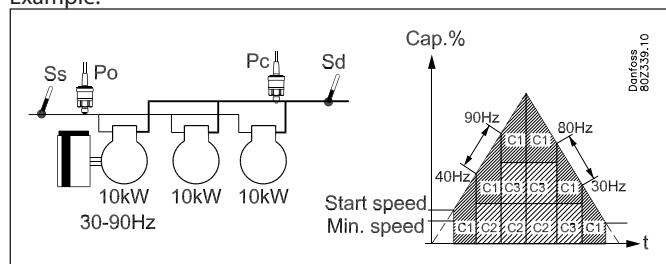 Example:
Ss
Po
Pc
Sd
10kW
10kW
10kW
30-90Hz
Cap.%
Danfoss
80Z339.10
90Hz
C1
C1
80Hz
40Hz
C1
C3
C3
C1
30Hz
Start speed
Min. speed
C1
C2
C2
C2
C3
C1
t